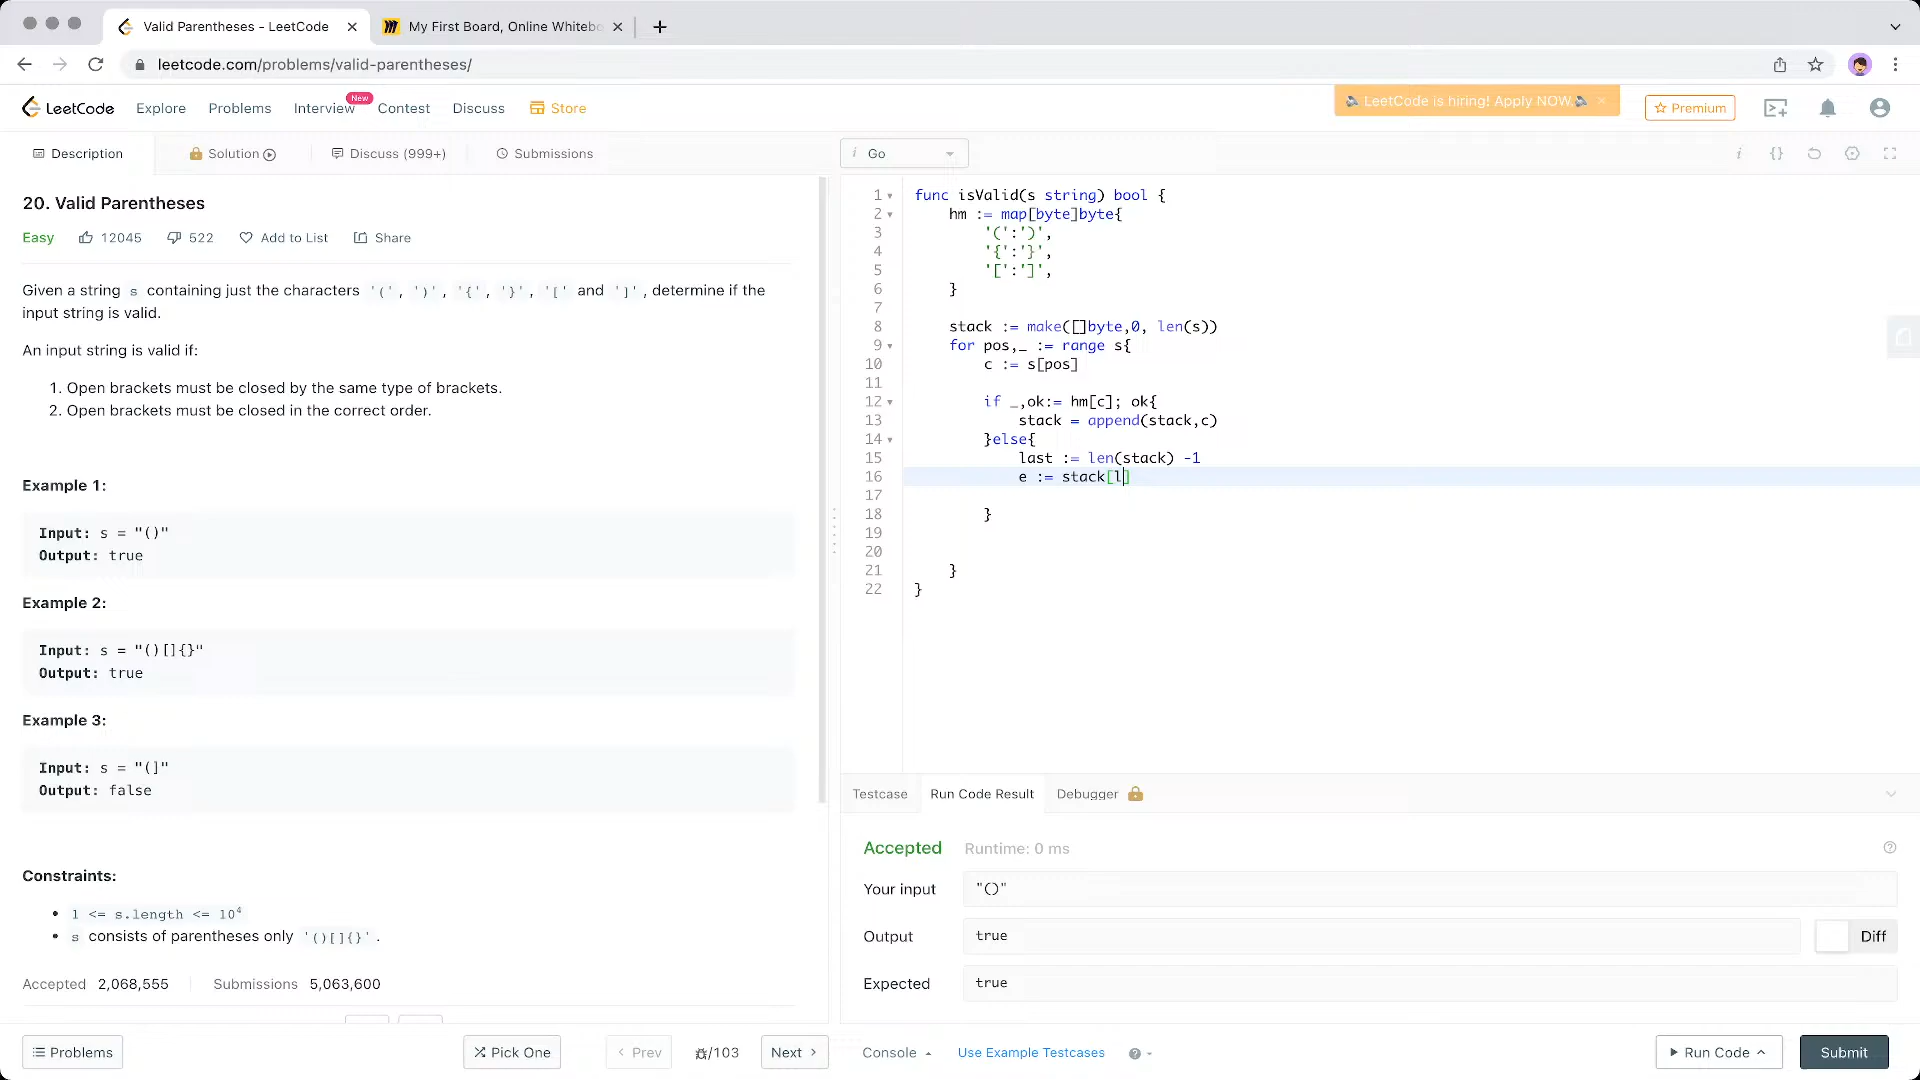 Valid Parentheses - LeetCode
My First Board, Online Whitebo
leetcode.com/problems/valid-parentheses/
LeetCode Explore Problems Interview New Contest Discuss Store
LeetCode is hiring! Apply NOW.
Premium
Description Solution Discuss (999+) Submissions
20. Valid Parentheses
Easy 12045 522 Add to List Share
Given a string s containing just the characters '(', ')', '{', '}', '[' and ']', determine if the
input string is valid.
An input string is valid if:
1. Open brackets must be closed by the same type of brackets.
2. Open brackets must be closed in the correct order.
Example 1:
Input: s = "()"
Output: true
Example 2:
Input: s = "()[]{}"
Output: true
Example 3:
Input: s = "(]"
Output: false
Constraints:
• 1 <= s.length <= 10⁴
• s consists of parentheses only '()[]{}'.
Accepted 2,068,555 Submissions 5,063,600
Problems Pick One Prev /103 Next
i Go
i {}
1 func isValid(s string) bool {
2     hm := map[byte]byte{
3         '(':')',
4         '{':'}',
5         '[':']',
6     }
7
8     stack := make([]byte,0, len(s))
9     for pos,_ := range s{
10         c := s[pos]
11
12         if _,ok:= hm[c]; ok{
13             stack = append(stack,c)
14         }else{
15             last := len(stack) -1
16             e := stack[l]
17
18         }
19
20
21     }
22 }
Testcase Run Code Result Debugger
Accepted Runtime: 0 ms
Your input "()"
Output true Diff
Expected true
Console Use Example Testcases Run Code Submit